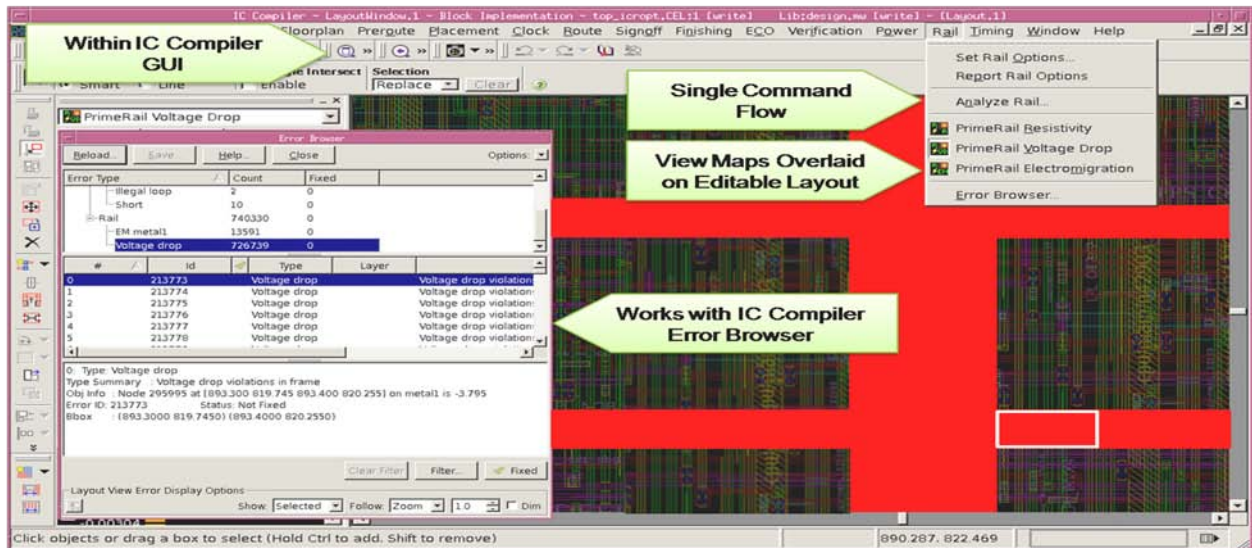 IC Compiler - LayoutWindow.1 - Block Implementation - top_icropt.CEL;1 [write]    Lib:design.mw [write] - [Layout.1]
Floorplan Preroute Placement Clock Route Signoff Finishing ECO Verification Power Rail Timing Window Help
Within IC Compiler
GUI
Intersect Selection
Smart Line Enable Replace Clear
Set Rail Options...
Report Rail Options
Analyze Rail...
PrimeRail Resistivity
PrimeRail Voltage Drop
PrimeRail Electromigration
Error Browser...
Single Command
Flow
View Maps Overlaid
on Editable Layout
PrimeRail Voltage Drop
Error Browser
Reload... Save... Help... Close Options:
Error Type Count Fixed
Illegal loop 2 0
Short 10 0
Rail 740330 0
EM metal1 13591 0
Voltage drop 726739 0
# Id Type Layer
0 213773 Voltage drop Voltage drop violation
1 213774 Voltage drop Voltage drop violation
2 213775 Voltage drop Voltage drop violation
3 213776 Voltage drop Voltage drop violation
4 213777 Voltage drop Voltage drop violation
5 213778 Voltage drop Voltage drop violation
Works with IC Compiler
Error Browser
0: Type: Voltage drop
Type Summary : Voltage drop violations in frame
Obj Info : Node 295995 at [893.300 819.745 893.400 820.255] on metal1 is -3.795
Error ID: 213773 Status: Not Fixed
Bbox : (893.3000 819.7450) (893.4000 820.2550)
Clear Filter Filter... Fixed
Layout View Error Display Options
Show: Selected Follow: Zoom 1.0 Dim
-0.00304
Click objects or drag a box to select (Hold Ctrl to add. Shift to remove)
890.287, 822.469